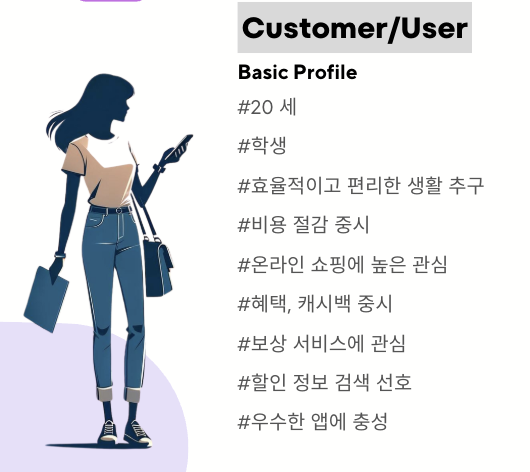 Customer/User
Basic Profile
#20 세
#학생
#효율적이고 편리한 생활 추구
#비용 절감 중시
#온라인 쇼핑에 높은 관심
#혜택, 캐시백 중시
#보상 서비스에 관심
#할인 정보 검색 선호
#우수한 앱에 충성